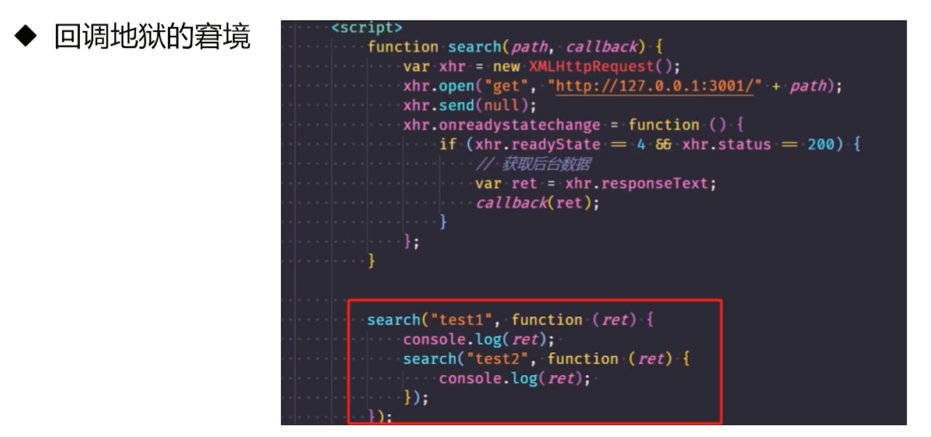 ◆ 回调地狱的窘境
<script>
function search(path, callback) {
var xhr = new XMLHttpRequest();
xhr.open("get", "http://127.0.0.1:3001/" + path);
xhr.send(null);
xhr.onreadystatechange = function () {
if (xhr.readyState == 4 && xhr.status == 200) {
// 获取后台数据
var ret = xhr.responseText;
callback(ret);
}
};
}
search("test1", function (ret) {
console.log(ret);
search("test2", function (ret) {
console.log(ret);
});
});